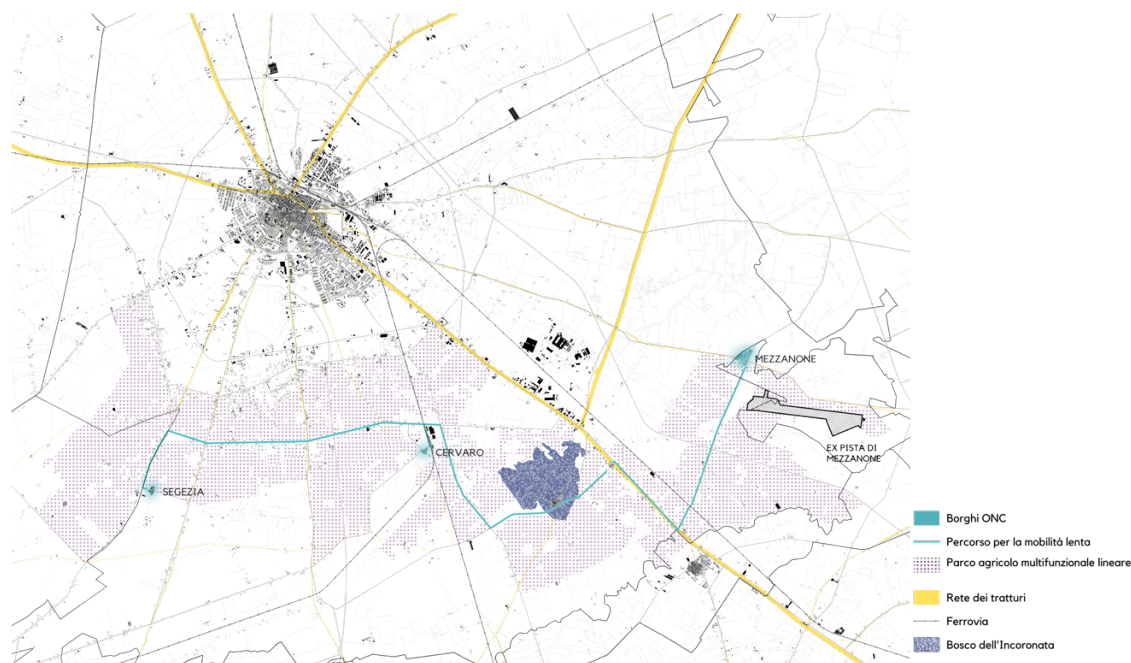 MEZZANONE
EX PISTA DI
MEZZANONE
CERVARO
SEGEZIA
Borghi ONC
Percorso per la mobilità lenta
Parco agricolo multifunzionale lineare
Rete dei tratturi
Ferrovia
Bosco dell'Incoronata